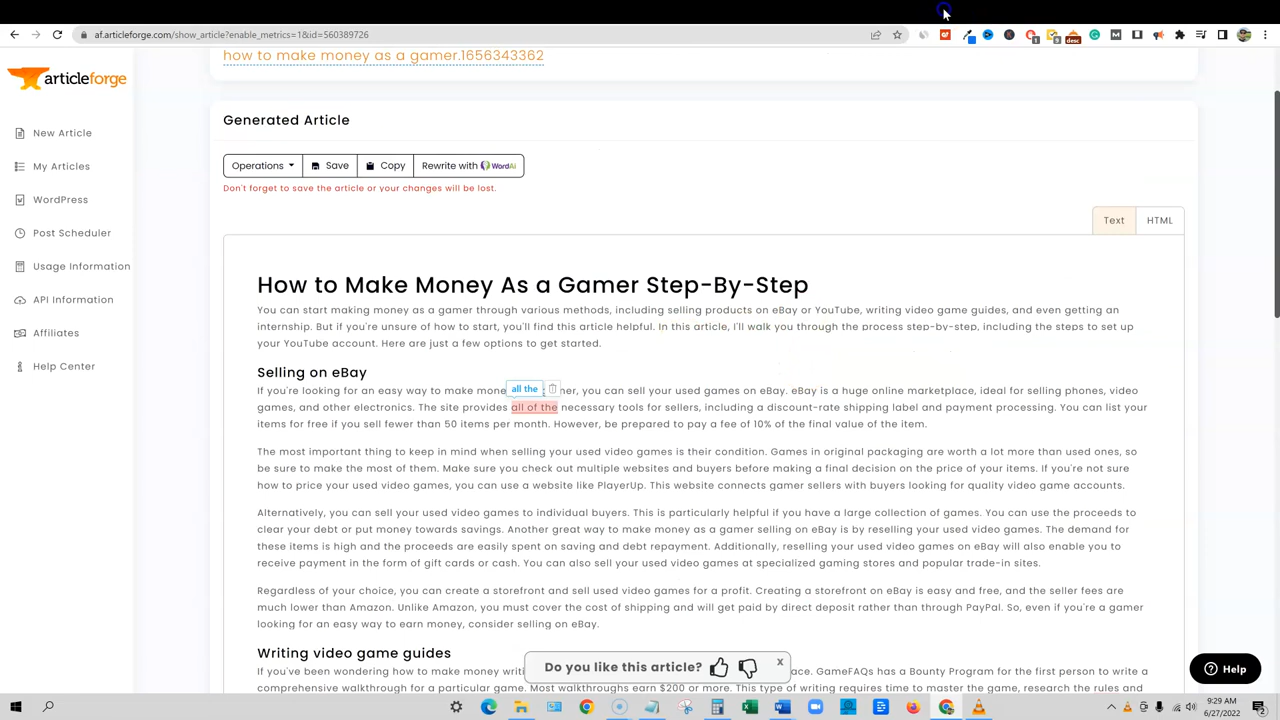 af.articleforge.com/show_article?enable_metrics=1&id=560389726
desc
articleforge
New Article
My Articles
WordPress
Post Scheduler
Usage Information
API Information
Affiliates
Help Center
how to make money as a gamer.1656343362
Generated Article
Operations
Save
Copy
Rewrite with WordAi
Don't forget to save the article or your changes will be lost.
Text
HTML
How to Make Money As a Gamer Step-By-Step
You can start making money as a gamer through various methods, including selling products on eBay or YouTube, writing video game guides, and even getting an
internship. But if you're unsure of how to start, you'll find this article helpful. In this article, I'll walk you through the process step-by-step, including the steps to set up
your YouTube account. Here are just a few options to get started.
Selling on eBay
all the
If you're looking for an easy way to make mone ner, you can sell your used games on eBay. eBay is a huge online marketplace, ideal for selling phones, video
games, and other electronics. The site provides all of the necessary tools for sellers, including a discount-rate shipping label and payment processing. You can list your
items for free if you sell fewer than 50 items per month. However, be prepared to pay a fee of 10% of the final value of the item.
The most important thing to keep in mind when selling your used video games is their condition. Games in original packaging are worth a lot more than used ones, so
be sure to make the most of them. Make sure you check out multiple websites and buyers before making a final decision on the price of your items. If you're not sure
how to price your used video games, you can use a website like PlayerUp. This website connects gamer sellers with buyers looking for quality video game accounts.
Alternatively, you can sell your used video games to individual buyers. This is particularly helpful if you have a large collection of games. You can use the proceeds to
clear your debt or put money towards savings. Another great way to make money as a gamer selling on eBay is by reselling your used video games. The demand for
these items is high and the proceeds are easily spent on saving and debt repayment. Additionally, reselling your used video games on eBay will also enable you to
receive payment in the form of gift cards or cash. You can also sell your used video games at specialized gaming stores and popular trade-in sites.
Regardless of your choice, you can create a storefront and sell used video games for a profit. Creating a storefront on eBay is easy and free, and the seller fees are
much lower than Amazon. Unlike Amazon, you must cover the cost of shipping and will get paid by direct deposit rather than through PayPal. So, even if you're a gamer
looking for an easy way to earn money, consider selling on eBay.
Writing video game guides
If you've been wondering how to make money writi ace. GameFAQs has a Bounty Program for the first person to write a
comprehensive walkthrough for a particular game. Most walkthroughs earn $200 or more. This type of writing requires time to master the game, research the rules and
Do you like this article?
x
Help
9:29 AM
6/27/2022